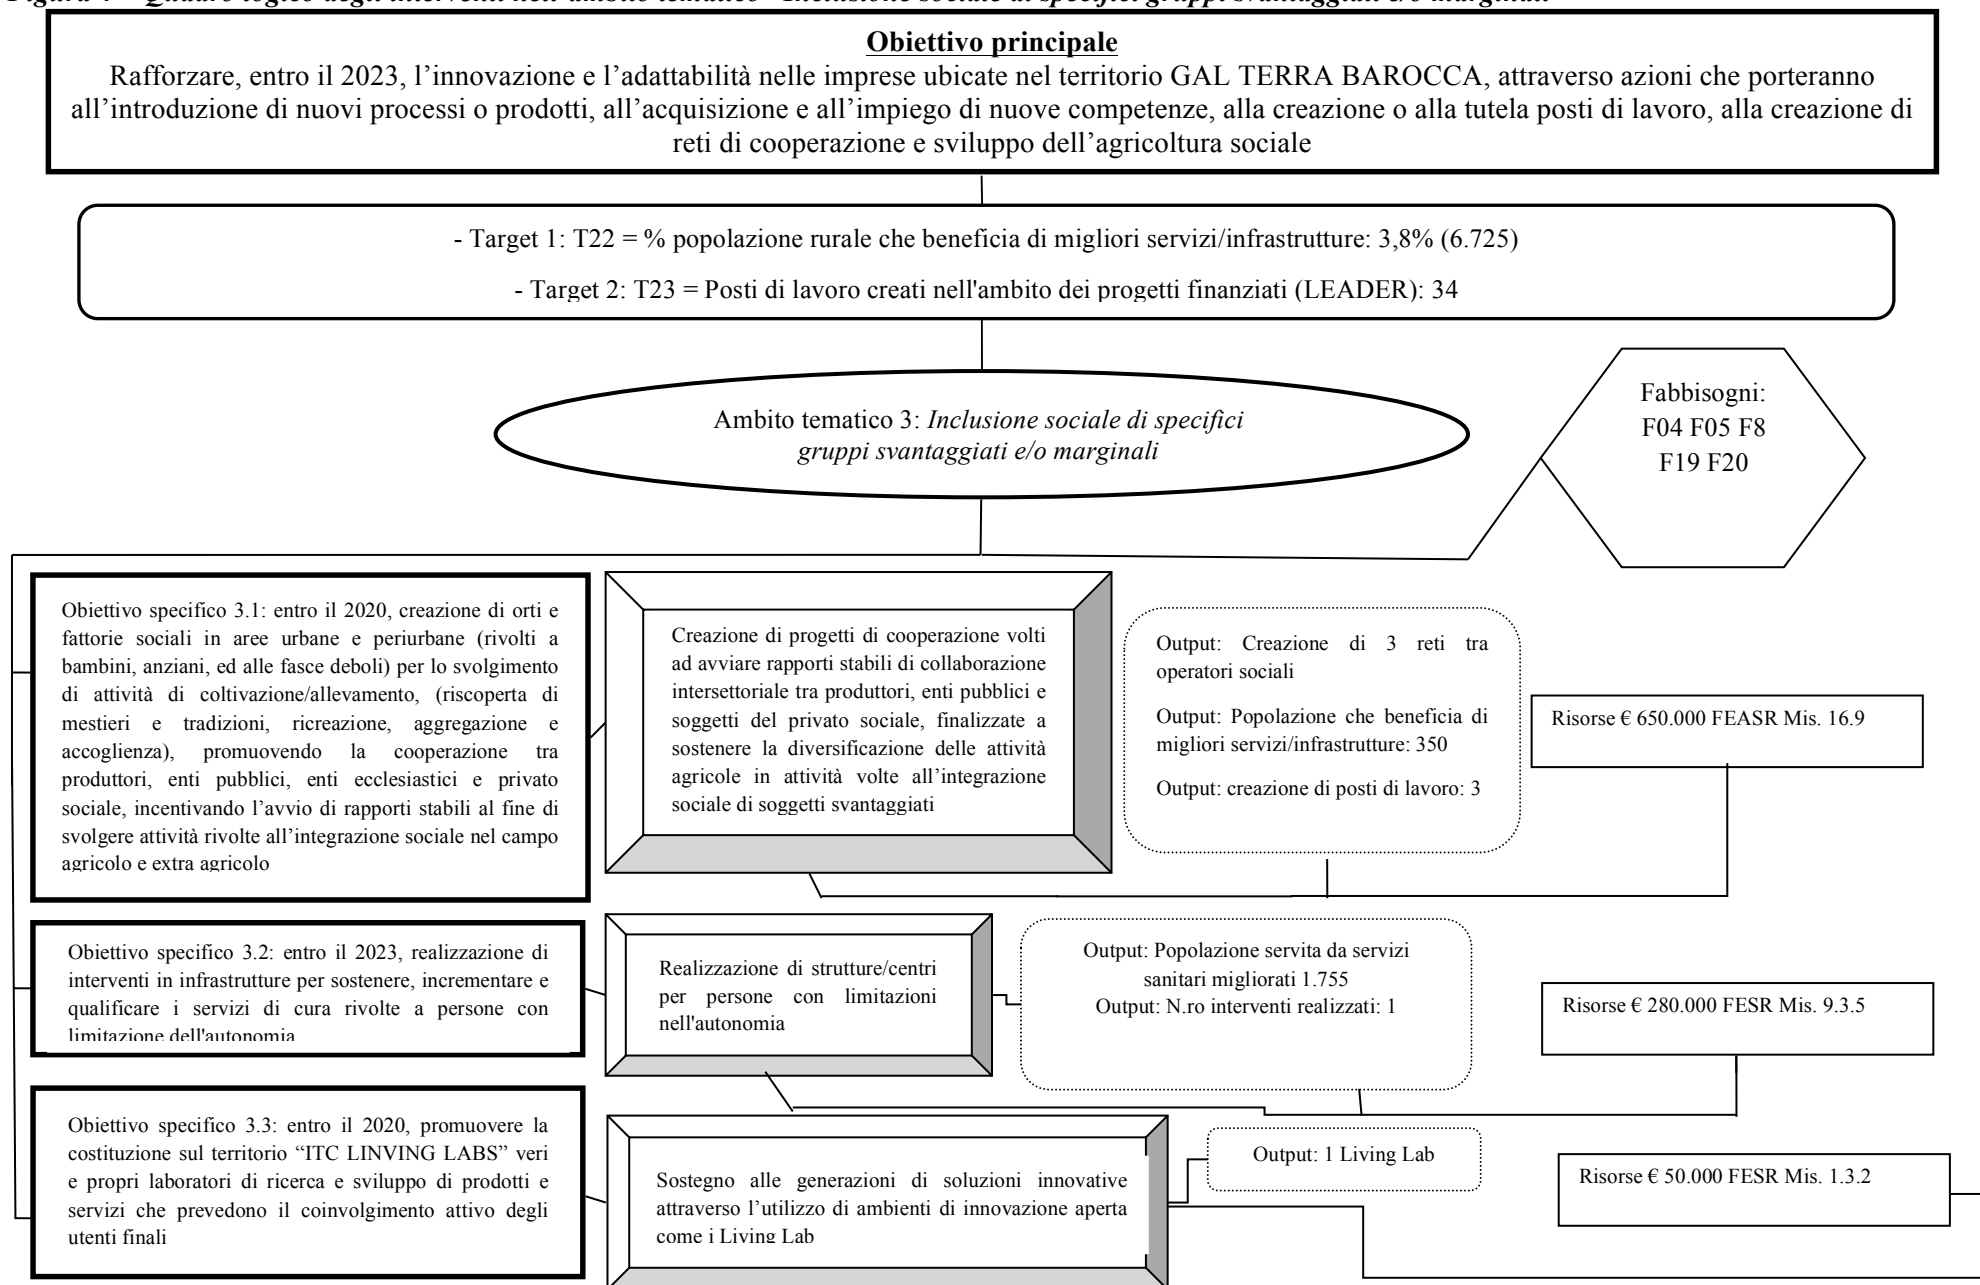 Obiettivo principale
Rafforzare, entro il 2023, l’innovazione e l’adattabilità nelle imprese ubicate nel territorio GAL TERRA BAROCCA, attraverso azioni che porteranno
all’introduzione di nuovi processi o prodotti, all’acquisizione e all’impiego di nuove competenze, alla creazione o alla tutela posti di lavoro, alla creazione di
reti di cooperazione e sviluppo dell’agricoltura sociale
- Target 1: T22 = % popolazione rurale che beneficia di migliori servizi/infrastrutture: 3,8% (6.725)
- Target 2: T23 = Posti di lavoro creati nell'ambito dei progetti finanziati (LEADER): 34
Ambito tematico 3: Inclusione sociale di specifici
gruppi svantaggiati e/o marginali
Fabbisogni:
F04 F05 F8
F19 F20
Obiettivo specifico 3.1: entro il 2020, creazione di orti e
fattorie sociali in aree urbane e periurbane (rivolti a
bambini, anziani, ed alle fasce deboli) per lo svolgimento
di attività di coltivazione/allevamento, (riscoperta di
mestieri e tradizioni, ricreazione, aggregazione e
accoglienza), promuovendo la cooperazione tra
produttori, enti pubblici, enti ecclesiastici e privato
sociale, incentivando l’avvio di rapporti stabili al fine di
svolgere attività rivolte all’integrazione sociale nel campo
agricolo e extra agricolo
Creazione di progetti di cooperazione volti
ad avviare rapporti stabili di collaborazione
intersettoriale tra produttori, enti pubblici e
soggetti del privato sociale, finalizzate a
sostenere la diversificazione delle attività
agricole in attività volte all’integrazione
sociale di soggetti svantaggiati
Output: Creazione di 3 reti tra
operatori sociali
Output: Popolazione che beneficia di
migliori servizi/infrastrutture: 350
Output: creazione di posti di lavoro: 3
Risorse € 650.000 FEASR Mis. 16.9
Obiettivo specifico 3.2: entro il 2023, realizzazione di
interventi in infrastrutture per sostenere, incrementare e
qualificare i servizi di cura rivolte a persone con
limitazione dell'autonomia
Realizzazione di strutture/centri
per persone con limitazioni
nell'autonomia
Output: Popolazione servita da servizi
sanitari migliorati 1.755
Output: N.ro interventi realizzati: 1
Risorse € 280.000 FESR Mis. 9.3.5
Obiettivo specifico 3.3: entro il 2020, promuovere la
costituzione sul territorio “ITC LINVING LABS” veri
e propri laboratori di ricerca e sviluppo di prodotti e
servizi che prevedono il coinvolgimento attivo degli
utenti finali
Sostegno alle generazioni di soluzioni innovative
attraverso l’utilizzo di ambienti di innovazione aperta
come i Living Lab
Output: 1 Living Lab
Risorse € 50.000 FESR Mis. 1.3.2